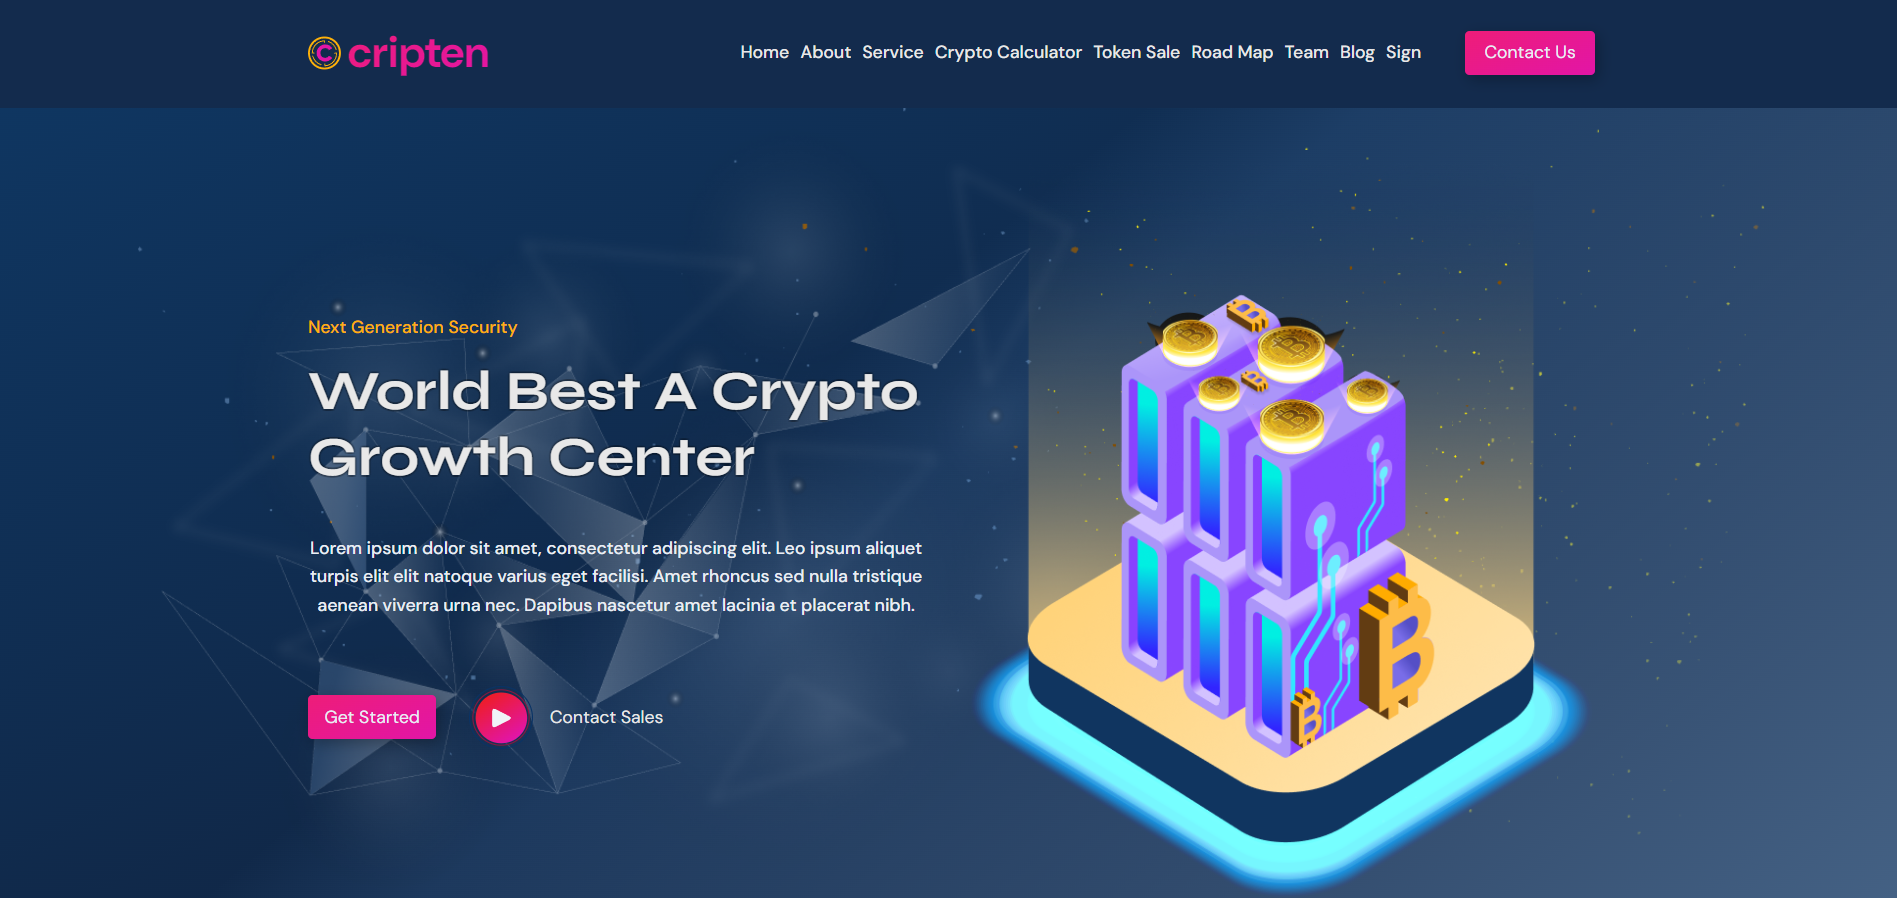 cripten
Home About Service Crypto Calculator Token Sale Road Map Team Blog Sign
Contact Us
Next Generation Security
World Best A Crypto
Growth Center
Lorem ipsum dolor sit amet, consectetur adipiscing elit. Leo ipsum aliquet
turpis elit elit natoque varius eget facilisi. Amet rhoncus sed nulla tristique
aenean viverra urna nec. Dapibus nascetur amet lacinia et placerat nibh.
Get Started
Contact Sales